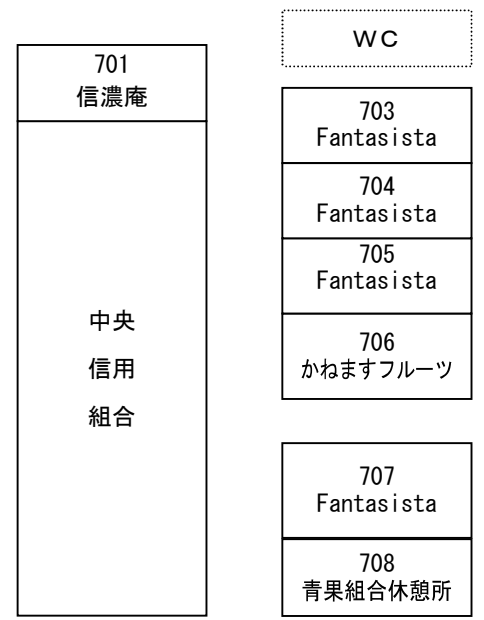 701
信濃庵
中央
信用
組合
ＷＣ
703
Fantasista
704
Fantasista
705
Fantasista
706
かねますフルーツ
707
Fantasista
708
青果組合休憩所